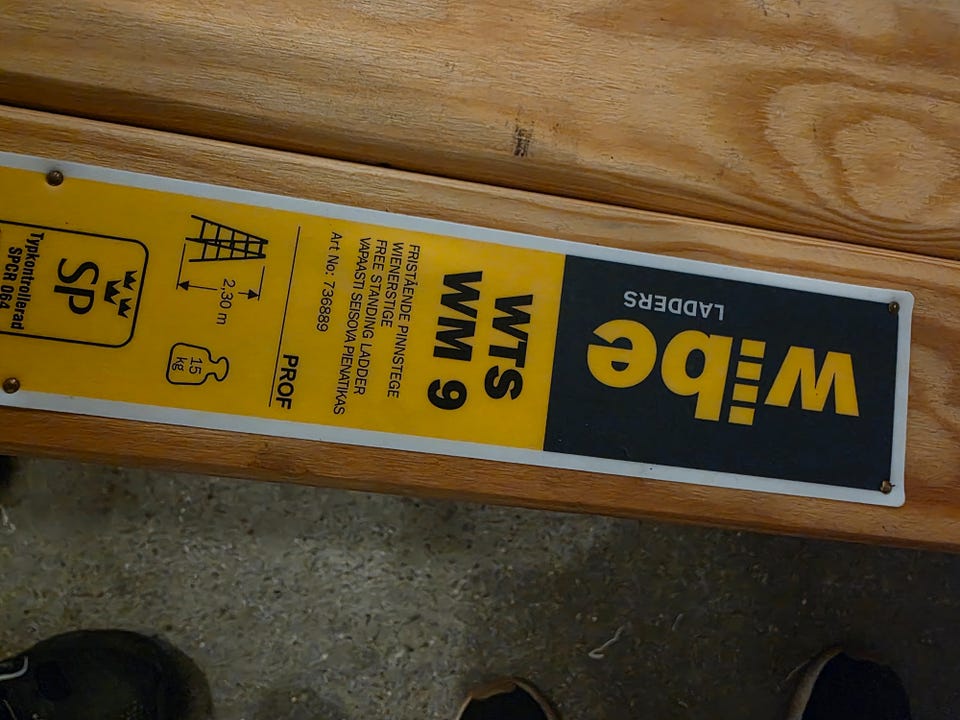 wibe
LADDERS
WTS
WM 9
FRISTÅENDE PINNSTEGE
WIENERSTIGE
FREE STANDING LADDER
VAPAASTI SEISOVA PIENATIKAS
Art No: 736889
PROF
2,30 m
15
kg
SP
Typkontrollerad
SPCR 064